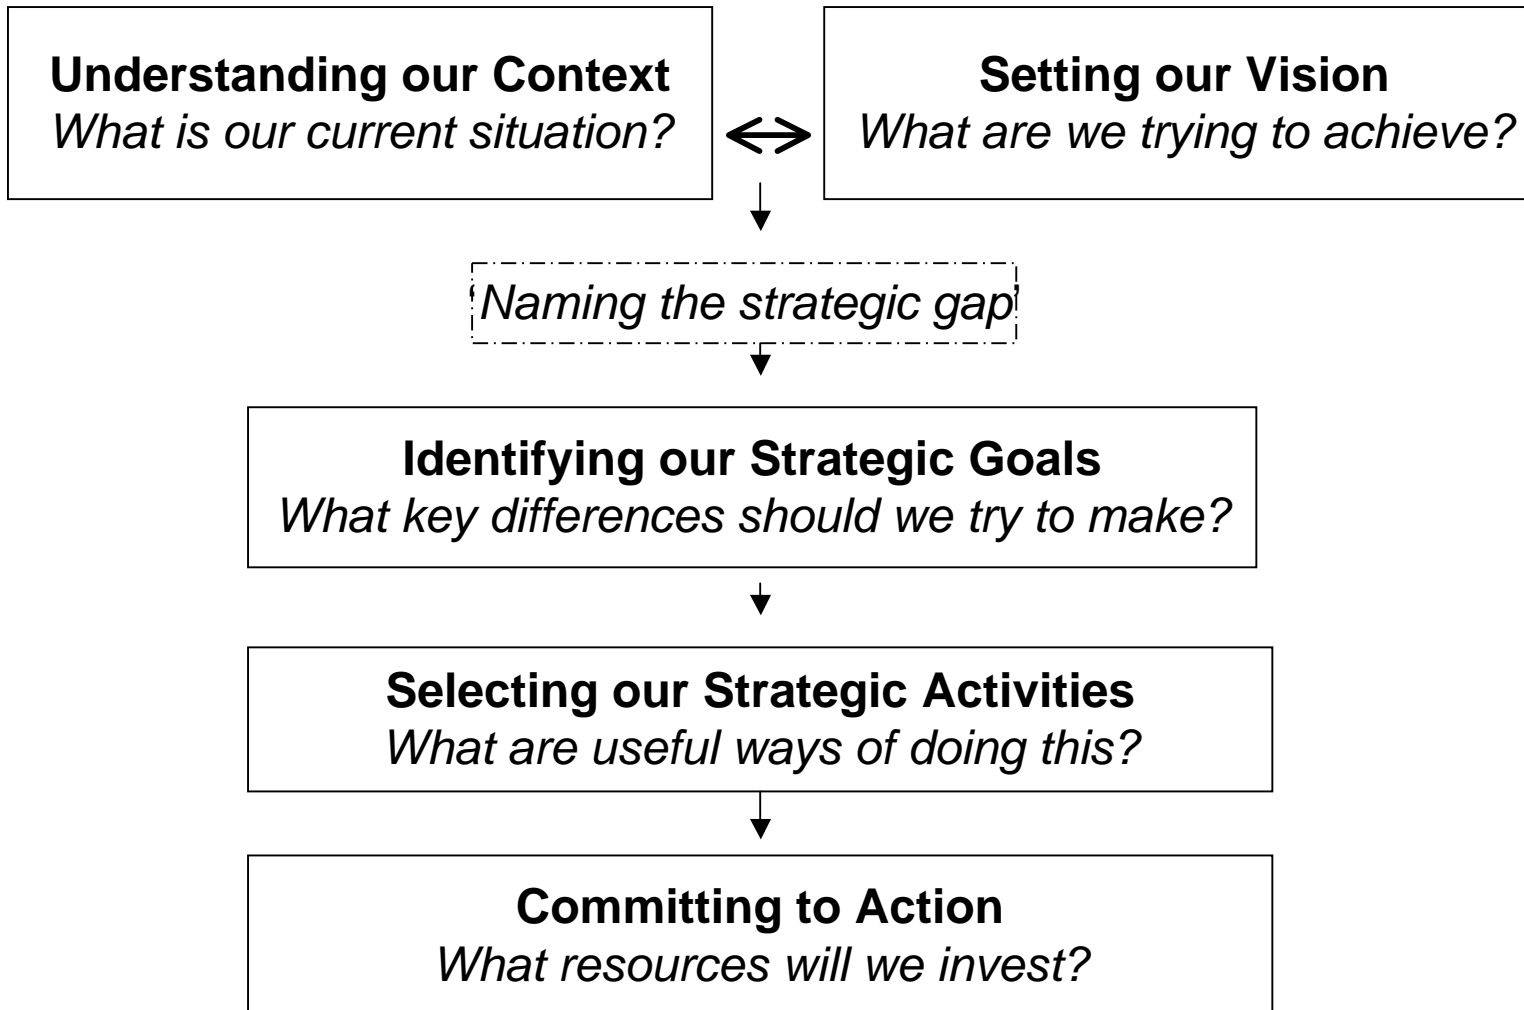 Understanding our Context
What is our current situation?
Setting our Vision
What are we trying to achieve?
‘Naming the strategic gap’
Identifying our Strategic Goals
What key differences should we try to make?
Selecting our Strategic Activities
What are useful ways of doing this?
Committing to Action
What resources will we invest?